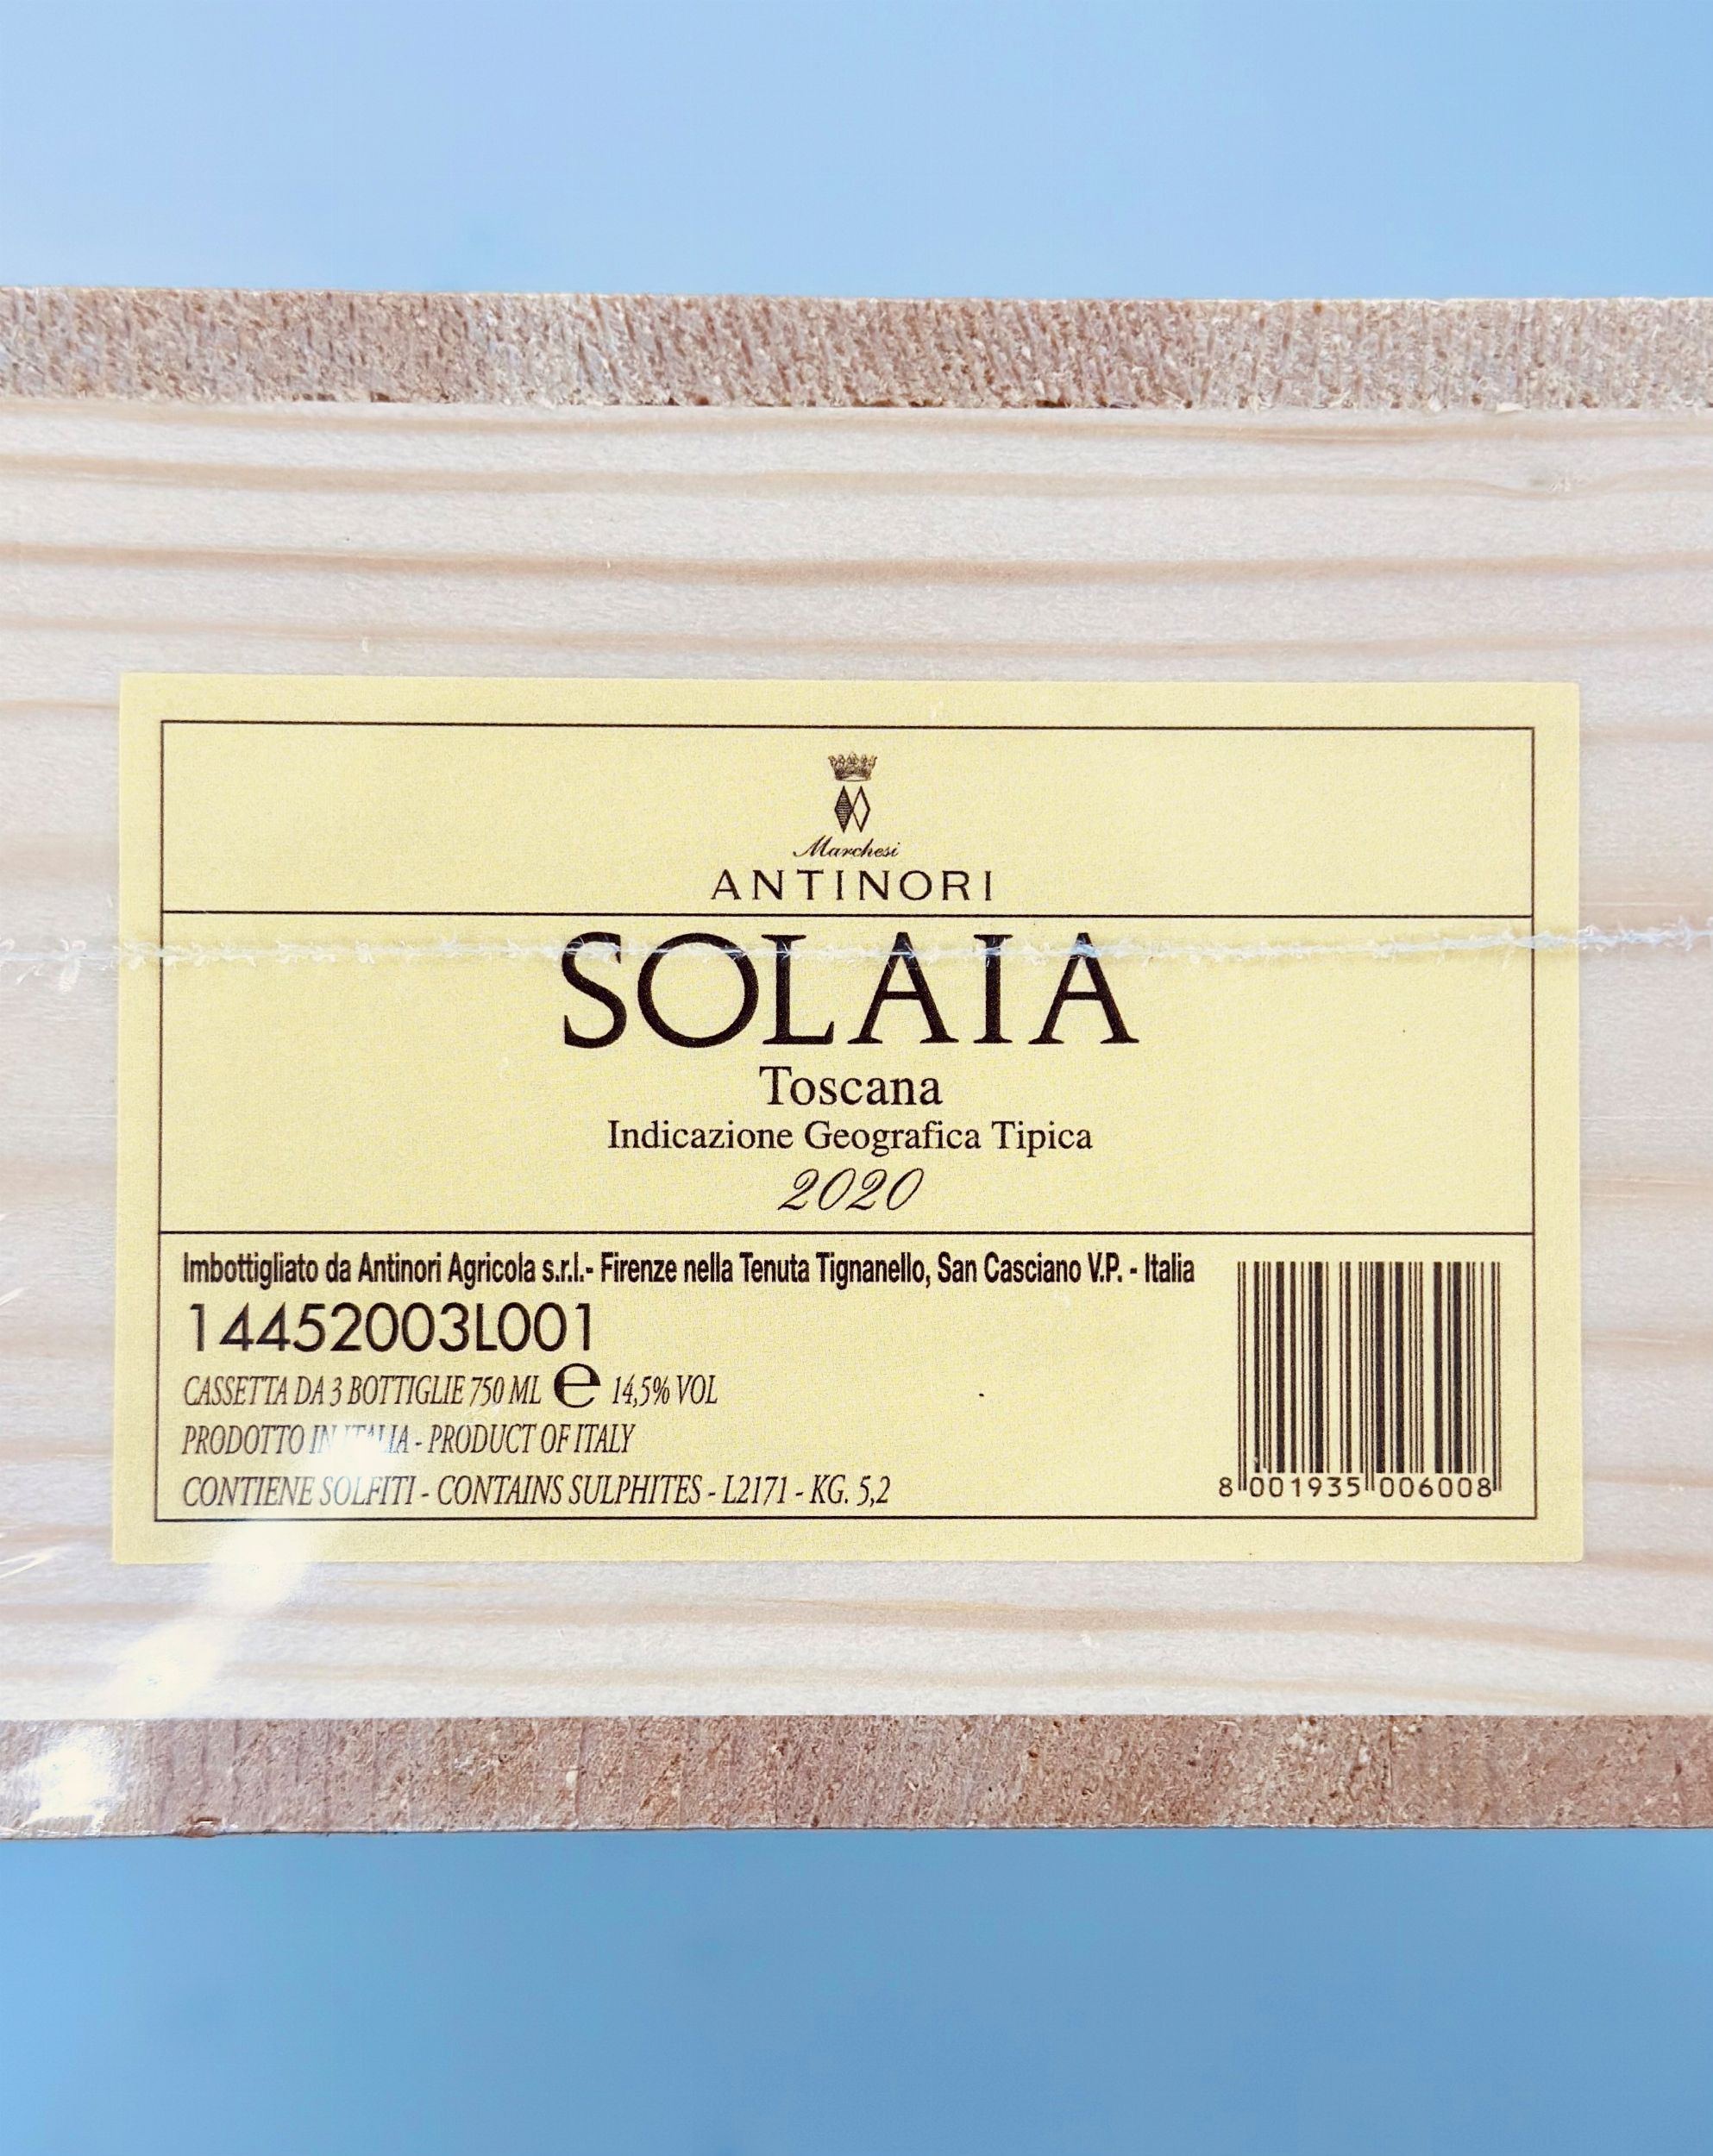 Marchesi
ANTINORI
SOLAIA
Toscana
Indicazione Geografica Tipica
2020
Imbottigliato da Antinori Agricola s.r.l.- Firenze nella Tenuta Tignanello, San Casciano V.P. - Italia
14452003L001
CASSETTA DA 3 BOTTIGLIE 750 ML e 14,5% VOL
PRODOTTO IN ITALIA - PRODUCT OF ITALY
CONTIENE SOLFITI - CONTAINS SULPHITES - L2171 - KG. 5,2
8 001935 006008